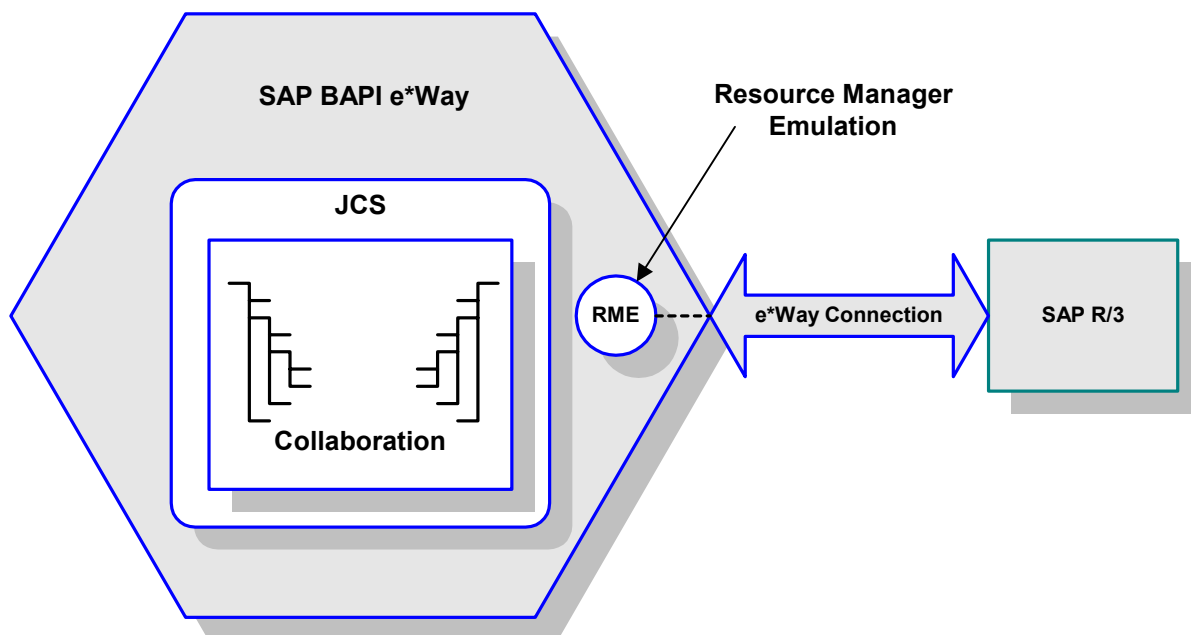 SAP BAPI e*Way
Resource Manager
Emulation
JCS
RME
e*Way Connection
SAP R/3
Collaboration